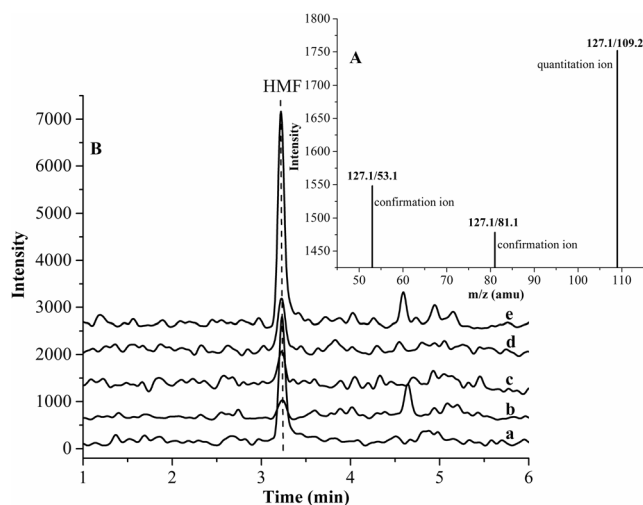 A
127.1/109.2
quantitation ion
127.1/53.1
confirmation ion
127.1/81.1
confirmation ion
Intensity
1800
1750
1700
1650
1600
1550
1500
1450
50 60 70 80 90 100 110
m/z (amu)
HMF
B
Intensity
7000
6000
5000
4000
3000
2000
1000
0
e
d
c
b
a
1 2 3 4 5 6
Time (min)